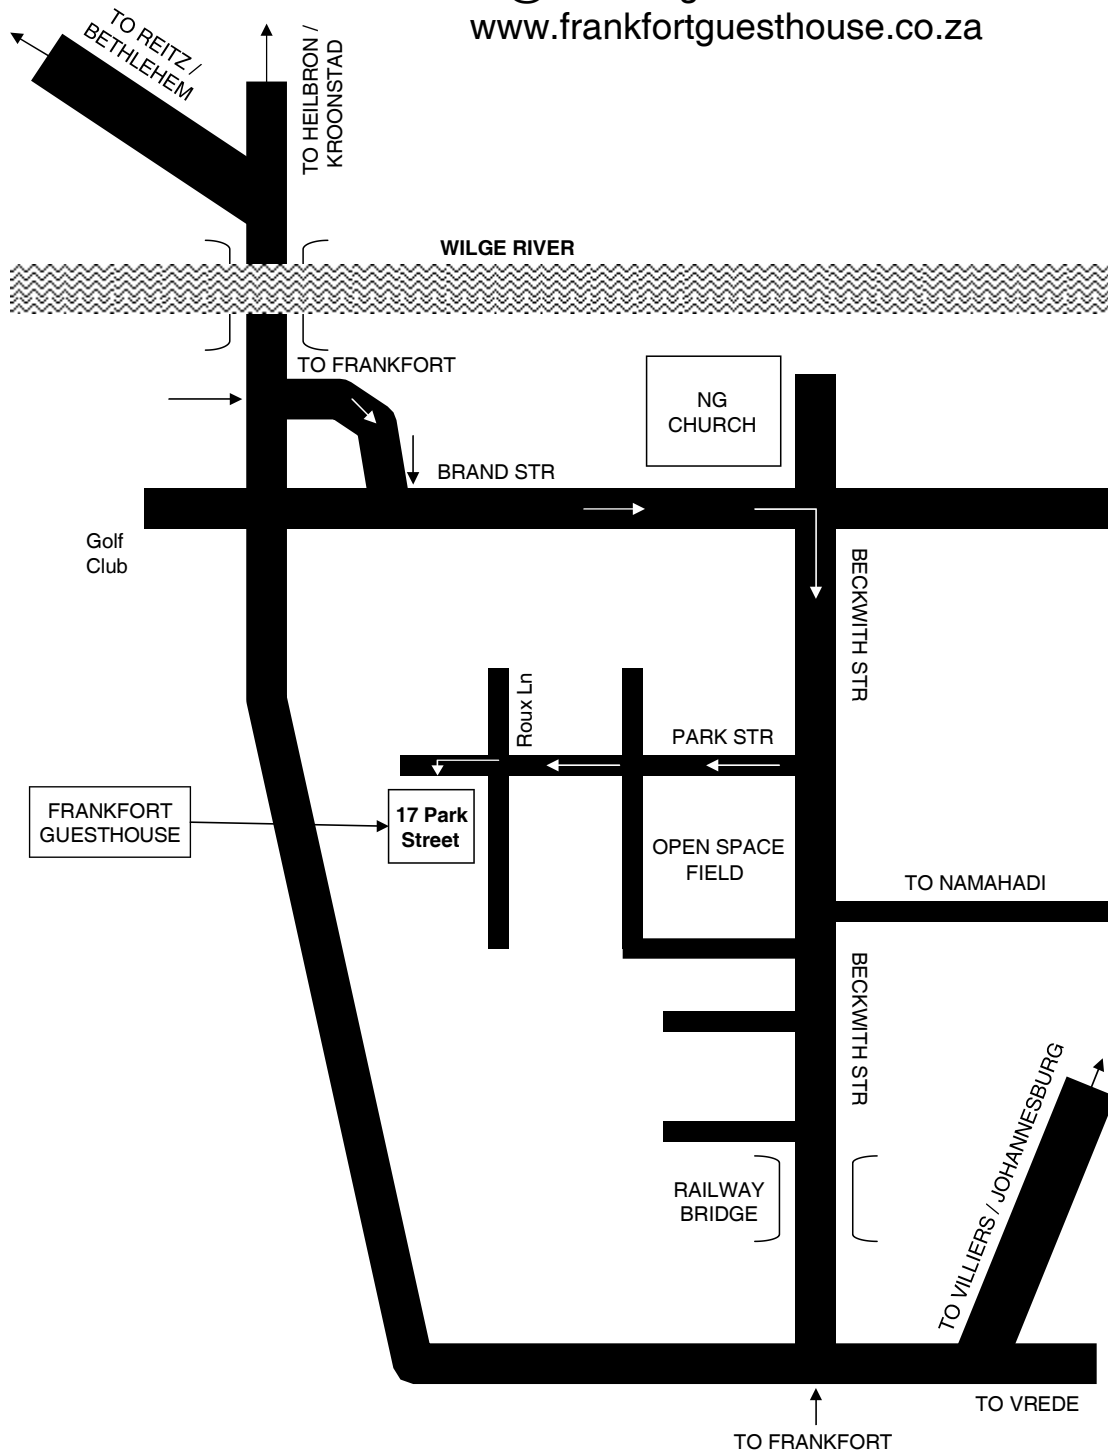 www.frankfortguesthouse.co.za
TO REITZ /
BETHLEHEM
TO HEILBRON /
KROONSTAD
WILGE RIVER
TO FRANKFORT
NG
CHURCH
BRAND STR
Golf
Club
BECKWITH STR
Roux Ln
PARK STR
FRANKFORT
GUESTHOUSE
17 Park
Street
OPEN SPACE
FIELD
TO NAMAHADI
BECKWITH STR
TO VILLIERS / JOHANNESBURG
RAILWAY
BRIDGE
TO VREDE
TO FRANKFORT